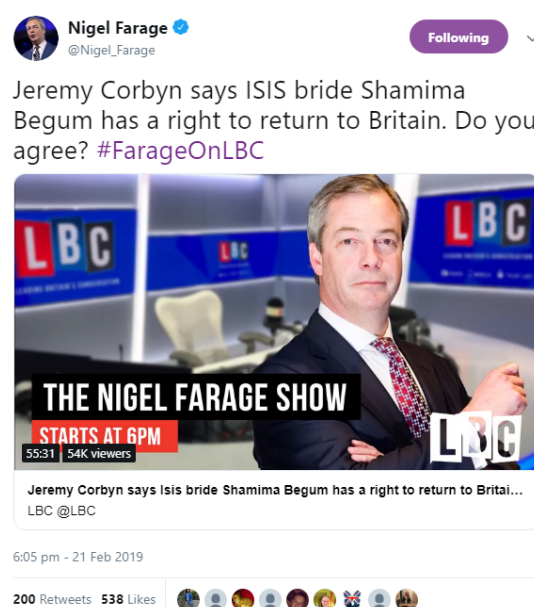 Nigel Farage
@Nigel_Farage
Following
Jeremy Corbyn says ISIS bride Shamima
Begum has a right to return to Britain. Do you
agree? #FarageOnLBC
LBC
LBC
LBC
LEADING BRITAIN'S CONVERSATION
THE NIGEL FARAGE SHOW
STARTS AT 6PM
LBC
55:31 54K viewers
Jeremy Corbyn says Isis bride Shamima Begum has a right to return to Britai...
LBC @LBC
6:05 pm - 21 Feb 2019
200 Retweets 538 Likes